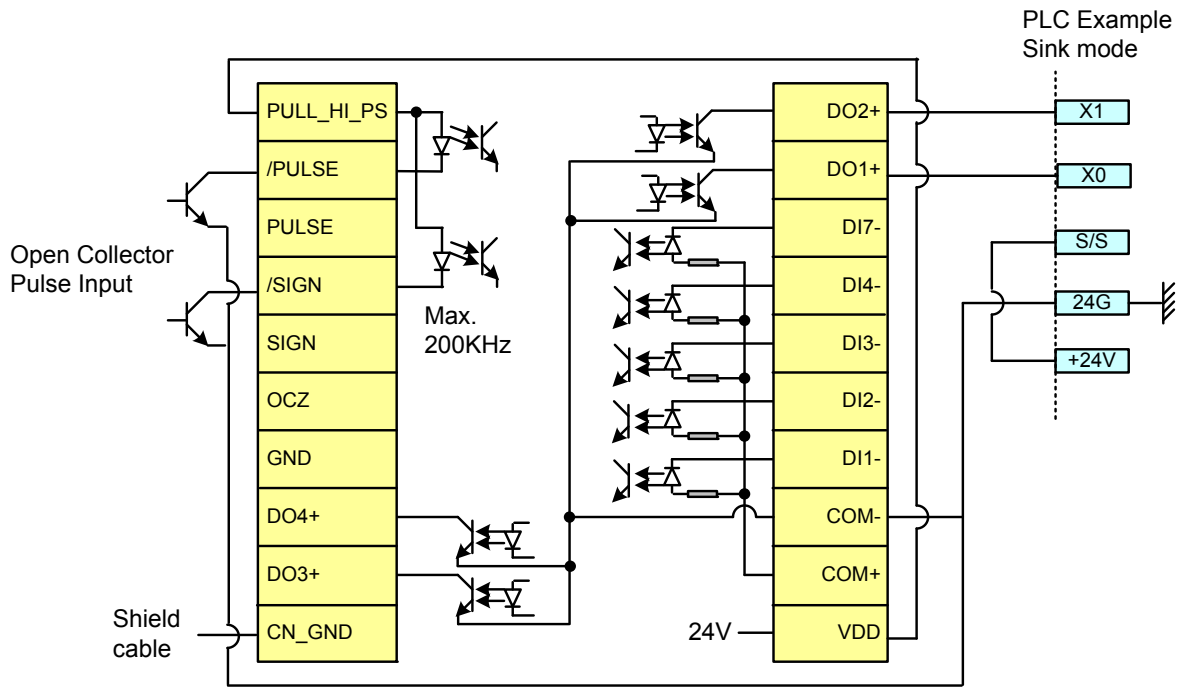 PLC Example
Sink mode
PULL_HI_PS
/PULSE
PULSE
/SIGN
SIGN
OCZ
GND
DO4+
DO3+
CN_GND
Open Collector
Pulse Input
Shield
cable
Max.
200KHz
DO2+
DO1+
DI7-
DI4-
DI3-
DI2-
DI1-
COM-
COM+
VDD
24V
X1
X0
S/S
24G
+24V